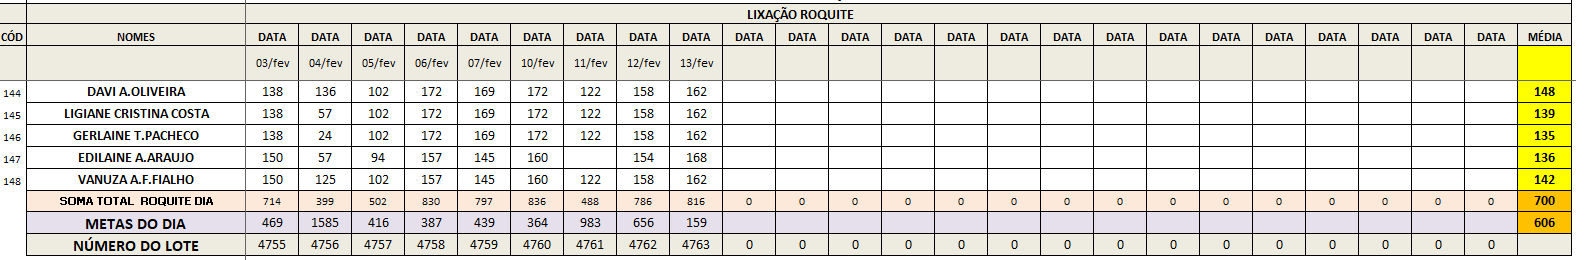 LIXAÇÃO ROQUITE
CÓD NOMES DATA DATA DATA DATA DATA DATA DATA DATA DATA DATA DATA DATA DATA DATA DATA DATA DATA DATA DATA DATA DATA DATA DATA DATA MÉDIA
03/fev 04/fev 05/fev 06/fev 07/fev 10/fev 11/fev 12/fev 13/fev
144 DAVI A.OLIVEIRA 138 136 102 172 169 172 122 158 162 148
145 LIGIANE CRISTINA COSTA 138 57 102 172 169 172 122 158 162 139
146 GERLAINE T.PACHECO 138 24 102 172 169 172 122 158 162 135
147 EDILAINE A.ARAUJO 150 57 94 157 145 160 154 168 136
148 VANUZA A.F.FIALHO 150 125 102 157 145 160 122 158 162 142
SOMA TOTAL ROQUITE DIA 714 399 502 830 797 836 488 786 816 0 0 0 0 0 0 0 0 0 0 0 0 0 0 0 700
METAS DO DIA 469 1585 416 387 439 364 983 656 159 606
NÚMERO DO LOTE 4755 4756 4757 4758 4759 4760 4761 4762 4763 0 0 0 0 0 0 0 0 0 0 0 0 0 0 0